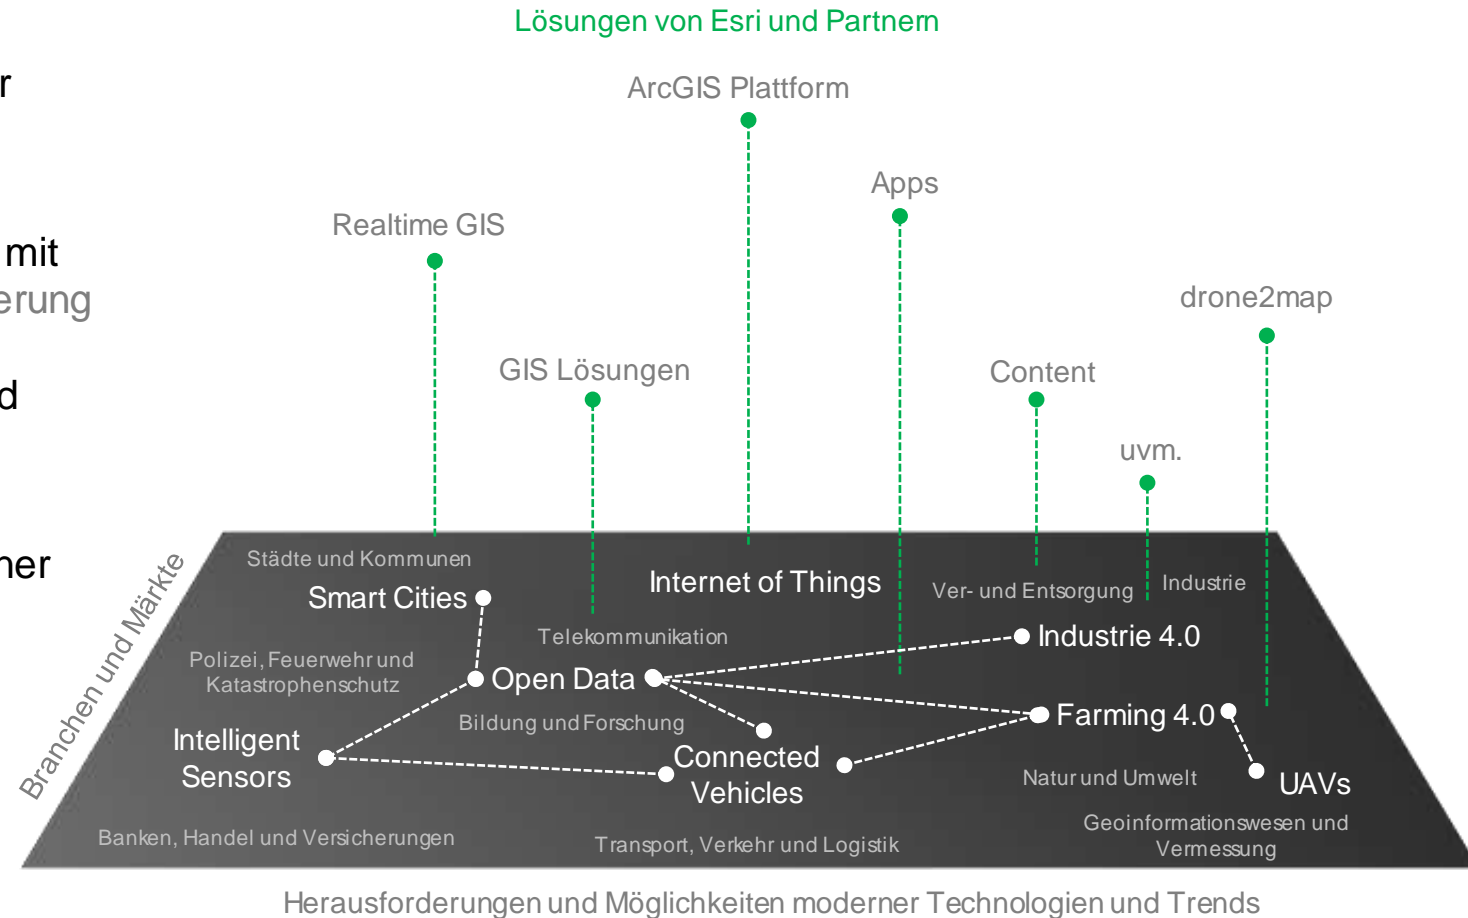 Lösungen von Esri und Partnern
r
ArcGIS Plattform
Apps
Realtime GIS
mit
erung
drone2map
GIS Lösungen
Content
d
uvm.
Städte und Kommunen
ner
Internet of Things
Industrie
Smart Cities
Ver- und Entsorgung
Branchen und Märkte
Telekommunikation
Industrie 4.0
Polizei, Feuerwehr und
Katastrophenschutz
Open Data
Bildung und Forschung
Farming 4.0
Intelligent
Sensors
Connected
Vehicles
Natur und Umwelt
UAVs
Banken, Handel und Versicherungen
Transport, Verkehr und Logistik
Geoinformationswesen und
Vermessung
Herausforderungen und Möglichkeiten moderner Technologien und Trends